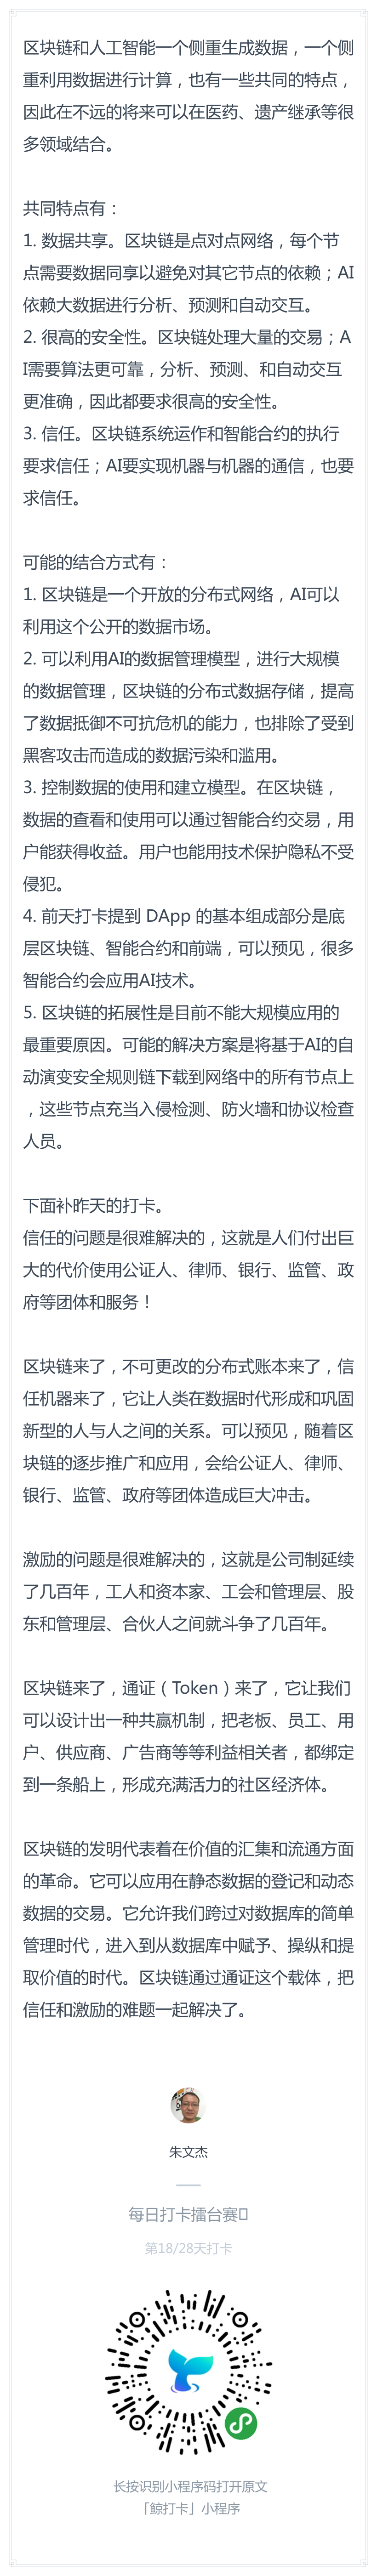 区块链和人工智能一个侧重生成数据，一个侧
重利用数据进行计算，也有一些共同的特点，
因此在不远的将来可以在医药、遗产继承等很
多领域结合。
共同特点有：
1. 数据共享。区块链是点对点网络，每个节
点需要数据同享以避免对其它节点的依赖；AI
依赖大数据进行分析、预测和自动交互。
2. 很高的安全性。区块链处理大量的交易；A
I需要算法更可靠，分析、预测、和自动交互
更准确，因此都要求很高的安全性。
3. 信任。区块链系统运作和智能合约的执行
要求信任；AI要实现机器与机器的通信，也要
求信任。
可能的结合方式有：
1. 区块链是一个开放的分布式网络，AI可以
利用这个公开的数据市场。
2. 可以利用AI的数据管理模型，进行大规模
的数据管理，区块链的分布式数据存储，提高
了数据抵御不可抗危机的能力，也排除了受到
黑客攻击而造成的数据污染和滥用。
3. 控制数据的使用和建立模型。在区块链，
数据的查看和使用可以通过智能合约交易，用
户能获得收益。用户也能用技术保护隐私不受
侵犯。
4. 前天打卡提到 DApp 的基本组成部分是底
层区块链、智能合约和前端，可以预见，很多
智能合约会应用AI技术。
5. 区块链的拓展性是目前不能大规模应用的
最重要原因。可能的解决方案是将基于AI的自
动演变安全规则链下载到网络中的所有节点上
，这些节点充当入侵检测、防火墙和协议检查
人员。
下面补昨天的打卡。
信任的问题是很难解决的，这就是人们付出巨
大的代价使用公证人、律师、银行、监管、政
府等团体和服务！
区块链来了，不可更改的分布式账本来了，信
任机器来了，它让人类在数据时代形成和巩固
新型的人与人之间的关系。可以预见，随着区
块链的逐步推广和应用，会给公证人、律师、
银行、监管、政府等团体造成巨大冲击。
激励的问题是很难解决的，这就是公司制延续
了几百年，工人和资本家、工会和管理层、股
东和管理层、合伙人之间就斗争了几百年。
区块链来了，通证（Token）来了，它让我们
可以设计出一种共赢机制，把老板、员工、用
户、供应商、广告商等等利益相关者，都绑定
到一条船上，形成充满活力的社区经济体。
区块链的发明代表着在价值的汇集和流通方面
的革命。它可以应用在静态数据的登记和动态
数据的交易。它允许我们跨过对数据库的简单
管理时代，进入到从数据库中赋予、操纵和提
取价值的时代。区块链通过通证这个载体，把
信任和激励的难题一起解决了。
朱文杰
每日打卡擂台赛
第18/28天打卡
长按识别小程序码打开原文
「鲸打卡」小程序